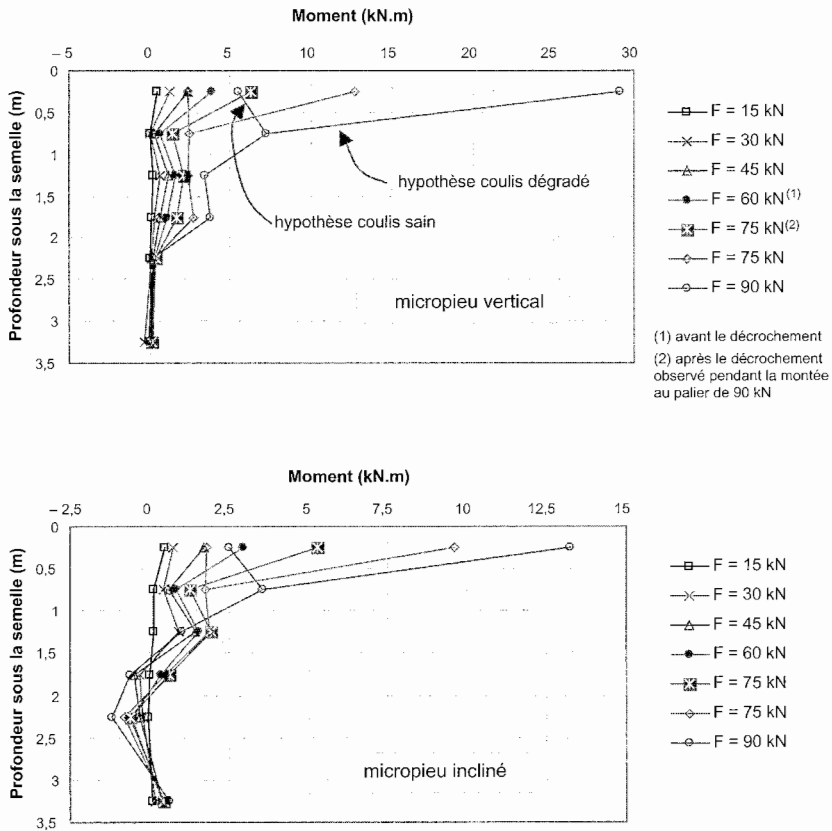 Moment (kN.m)
– 5 0 5 10 15 20 25 30
Profondeur sous la semelle (m)
0
0,5
1
1,5
2
2,5
3
3,5
hypothèse coulis dégradé
hypothèse coulis sain
micropieu vertical
F = 15 kN
F = 30 kN
F = 45 kN
F = 60 kN(1)
F = 75 kN(2)
F = 75 kN
F = 90 kN
(1) avant le décrochement
(2) après le décrochement
observé pendant la montée
au palier de 90 kN
Moment (kN.m)
– 2,5 0 2,5 5 7,5 10 12,5 15
Profondeur sous la semelle (m)
0
0,5
1
1,5
2
2,5
3
3,5
micropieu incliné
F = 15 kN
F = 30 kN
F = 45 kN
F = 60 kN
F = 75 kN
F = 75 kN
F = 90 kN